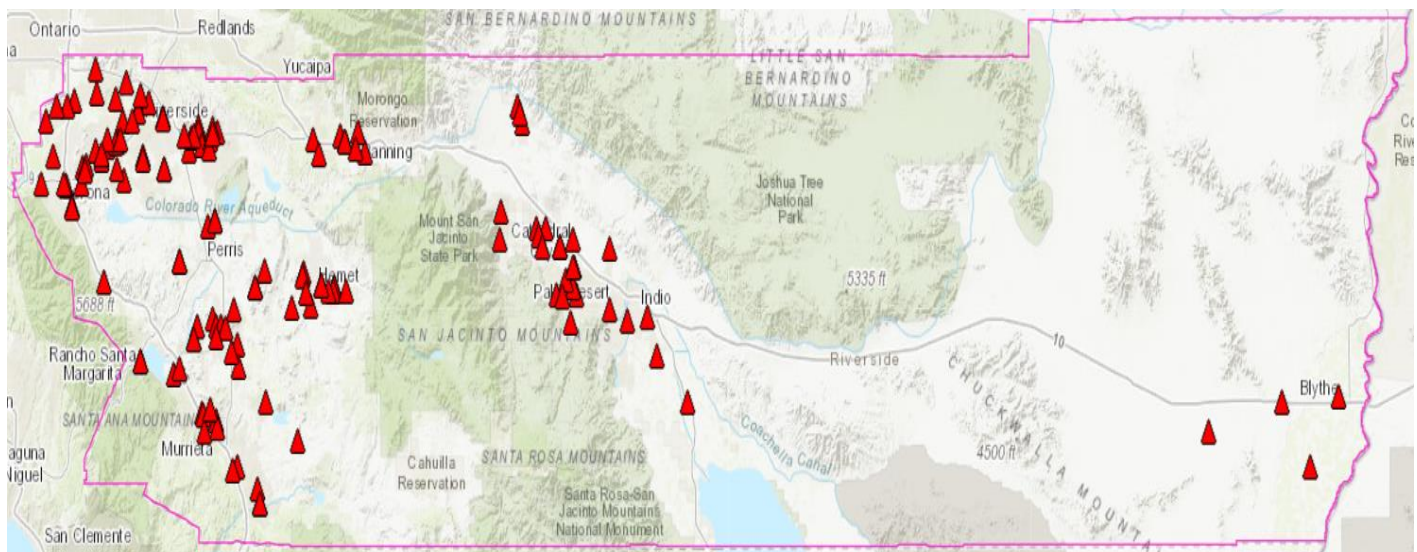 SAN BERNARDINO MOUNTAINS
Ontario
Redlands
Yucaipa
LITTLE SAN
BERNARDINO
MOUNTAINS
Morongo
Reservation
Joshua Tree
National
Park
Colorado River Aqueduct
Mount San
Jacinto
State Park
Perris
5335 ft
5688 ft
Indio
SAN JACINTO MOUNTAINS
10
Rancho Santa
Margarita
Riverside
CHUCKWALLA MOUNTA
Blythe
Murrieta
SANTA ROSA MOUNTAINS
Coachella Canal
4500 ft
Cahuilla
Reservation
Santa Rosa-San
Jacinto Mountains
National Monument
aguna
Niguel
San Clemente